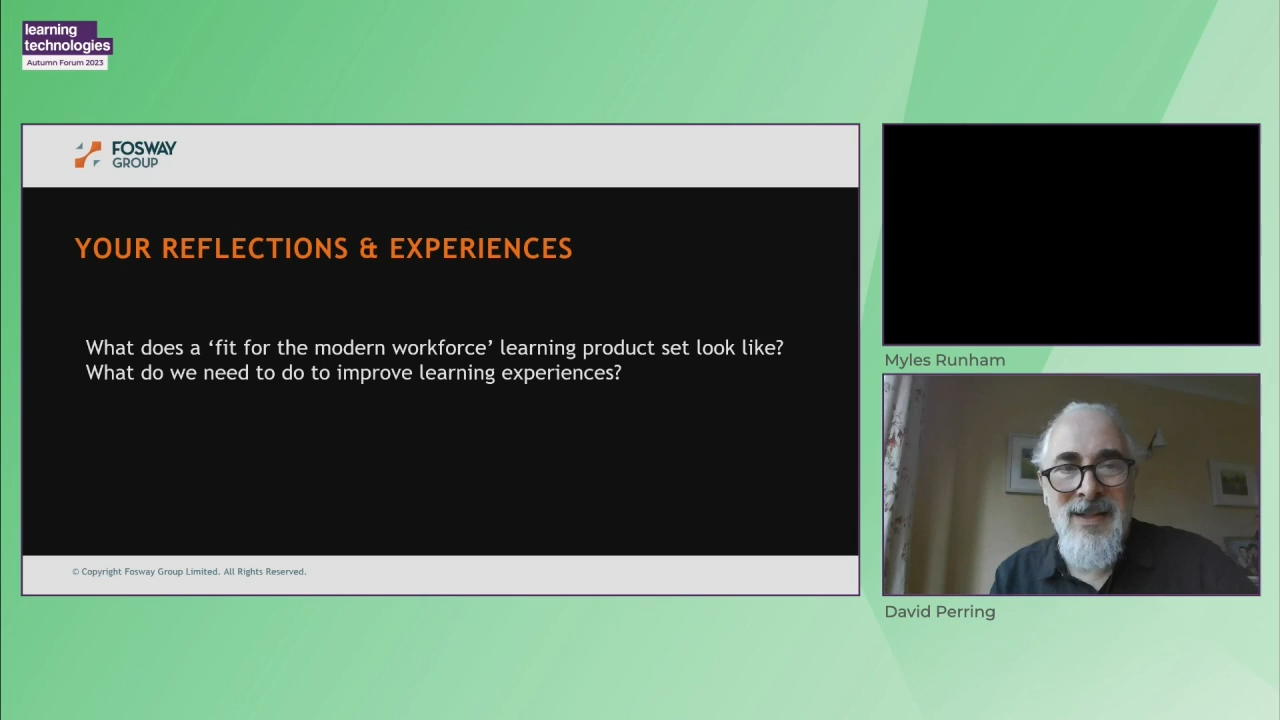 learning
technologies
Autumn Forum 2023
FOSWAY
GROUP
YOUR REFLECTIONS & EXPERIENCES
What does a ‘fit for the modern workforce’ learning product set look like?
What do we need to do to improve learning experiences?
© Copyright Fosway Group Limited. All Rights Reserved.
Myles Runham
David Perring